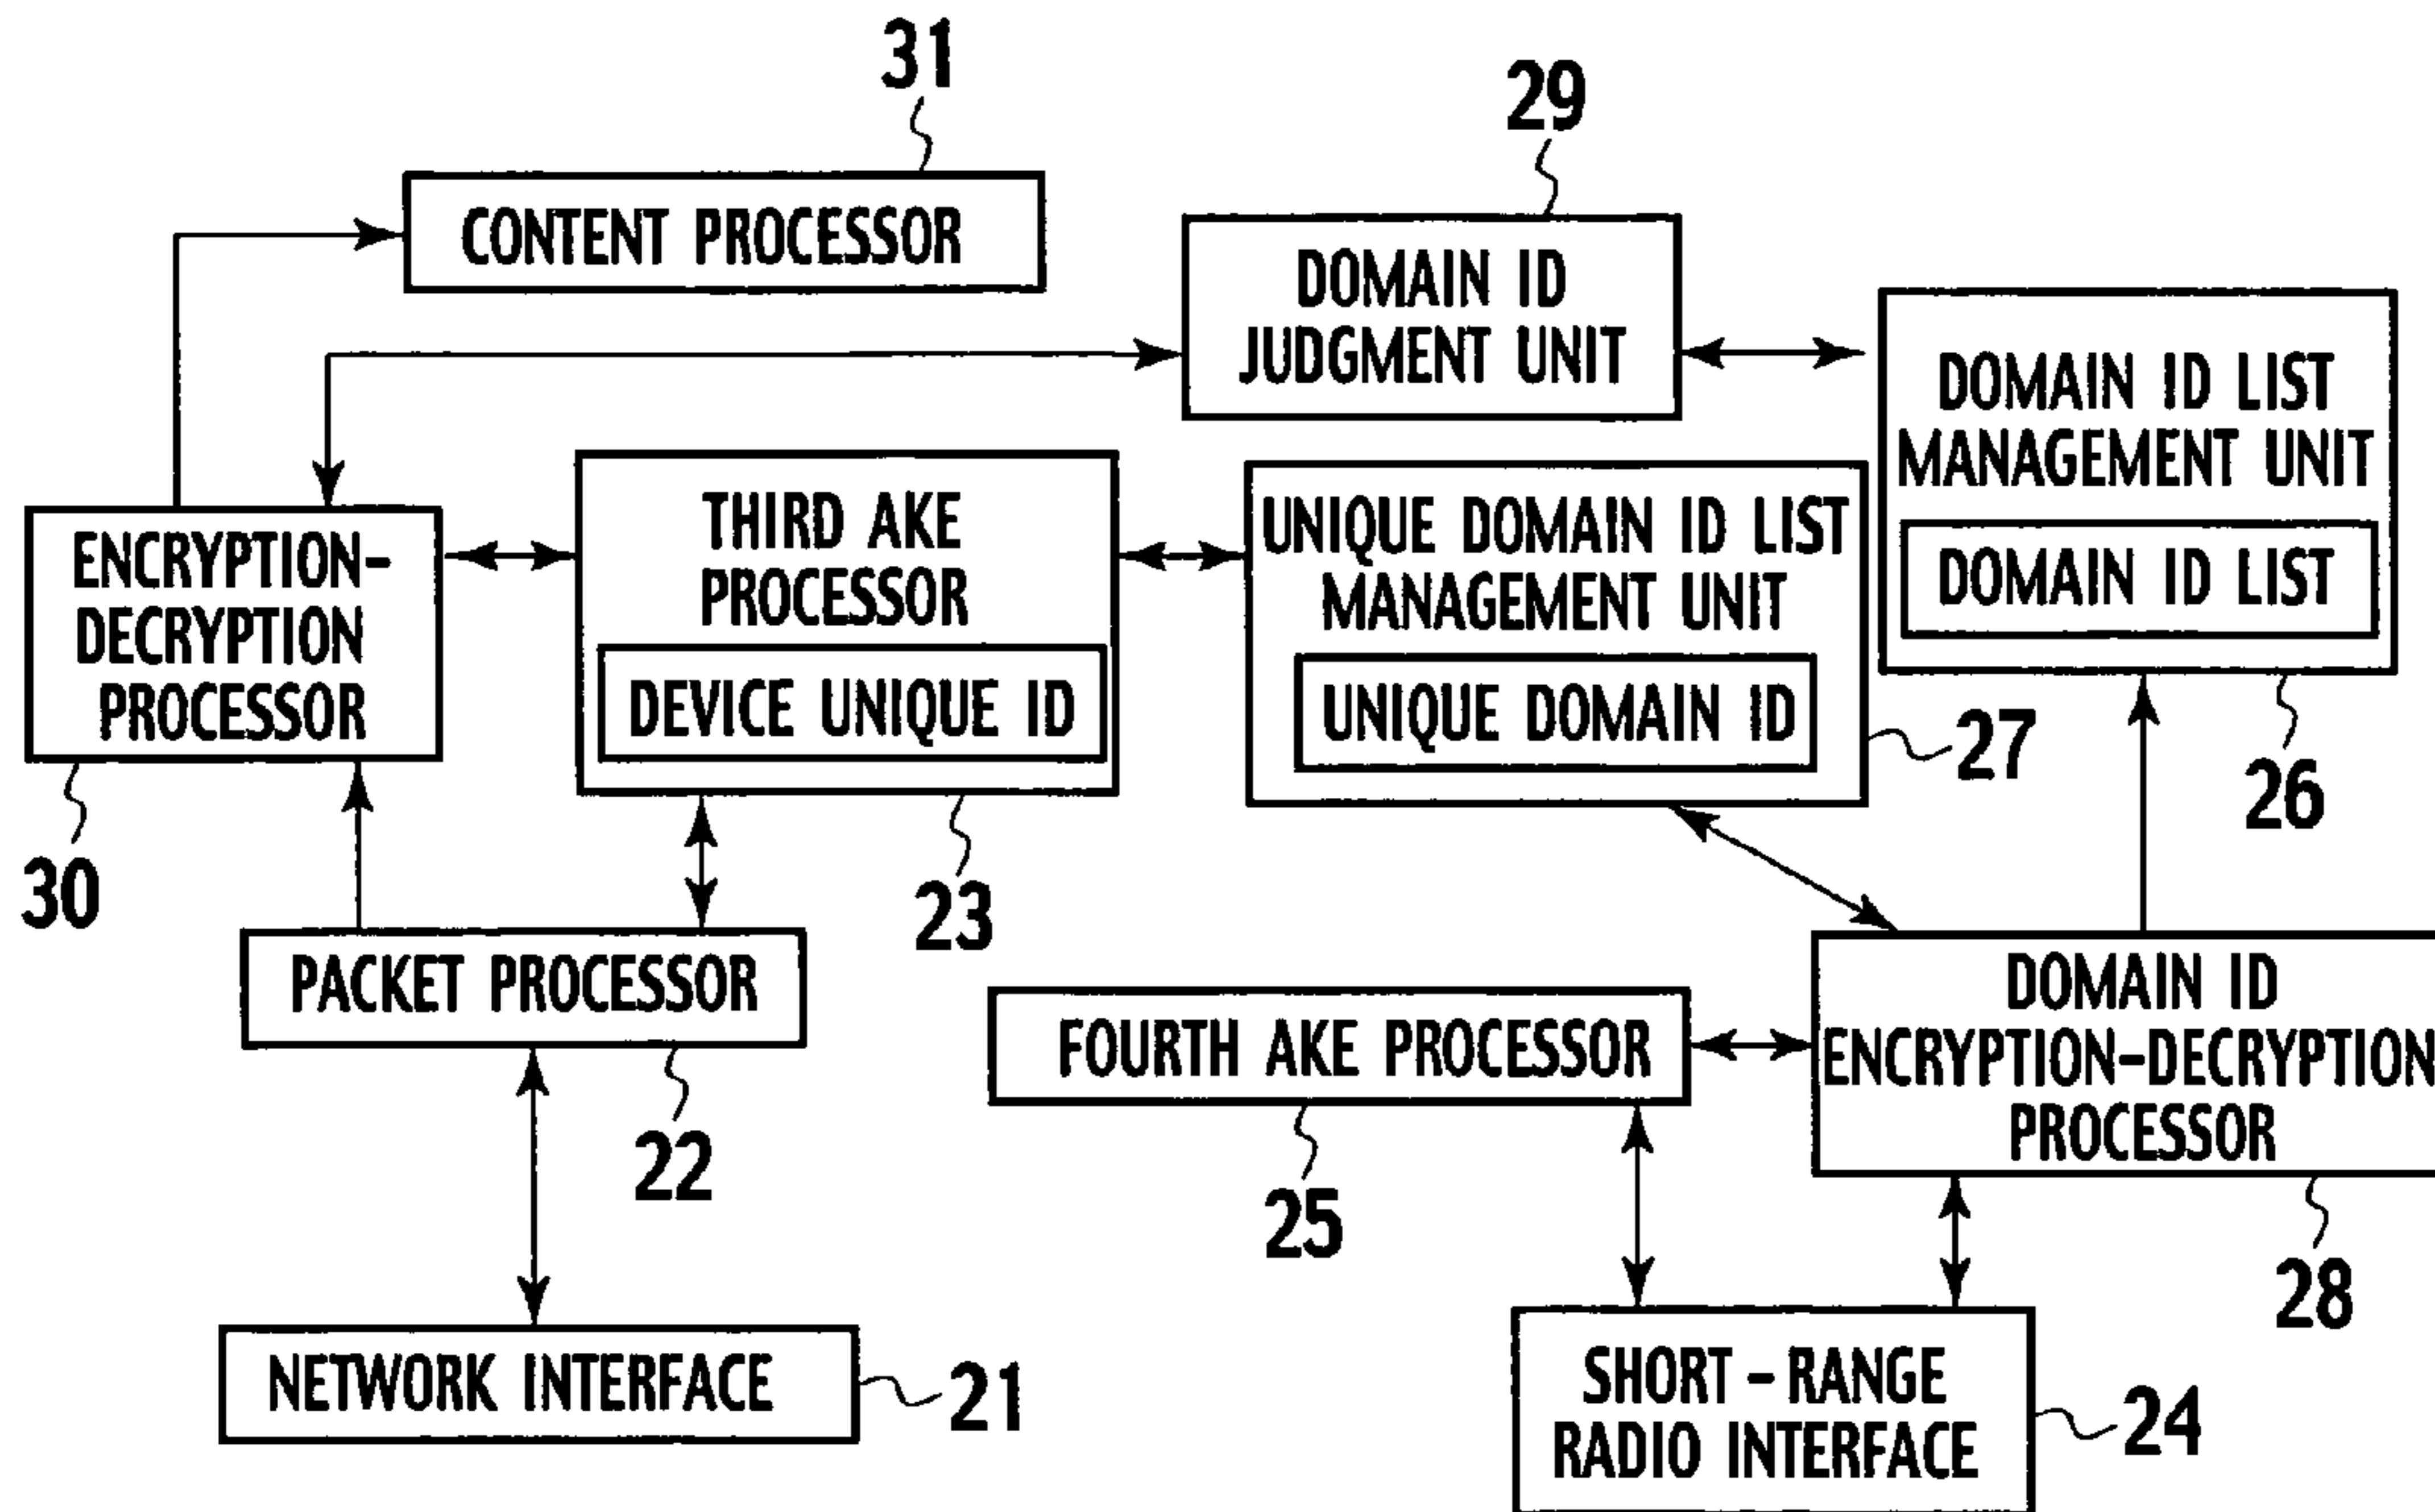 31
29
CONTENT PROCESSOR
DOMAIN ID
JUDGMENT UNIT
DOMAIN ID LIST
MANAGEMENT UNIT
DOMAIN ID LIST
26
ENCRYPTION-
DECRYPTION
PROCESSOR
30
THIRD AKE
PROCESSOR
DEVICE UNIQUE ID
23
UNIQUE DOMAIN ID LIST
MANAGEMENT UNIT
UNIQUE DOMAIN ID
27
PACKET PROCESSOR
22
FOURTH AKE PROCESSOR
25
DOMAIN ID
ENCRYPTION-DECRYPTION
PROCESSOR
28
NETWORK INTERFACE
21
SHORT-RANGE
RADIO INTERFACE
24